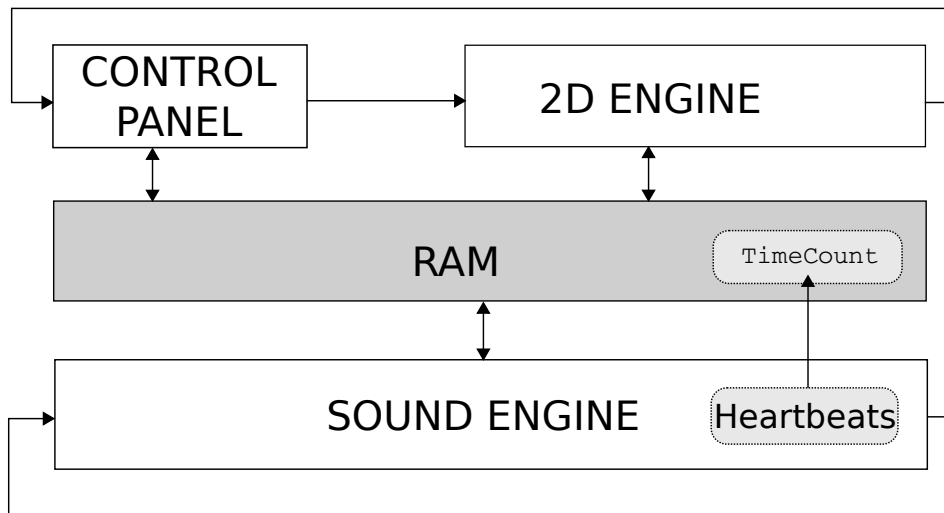 CONTROL
PANEL
2D ENGINE
RAM
TimeCount
SOUND ENGINE
Heartbeats